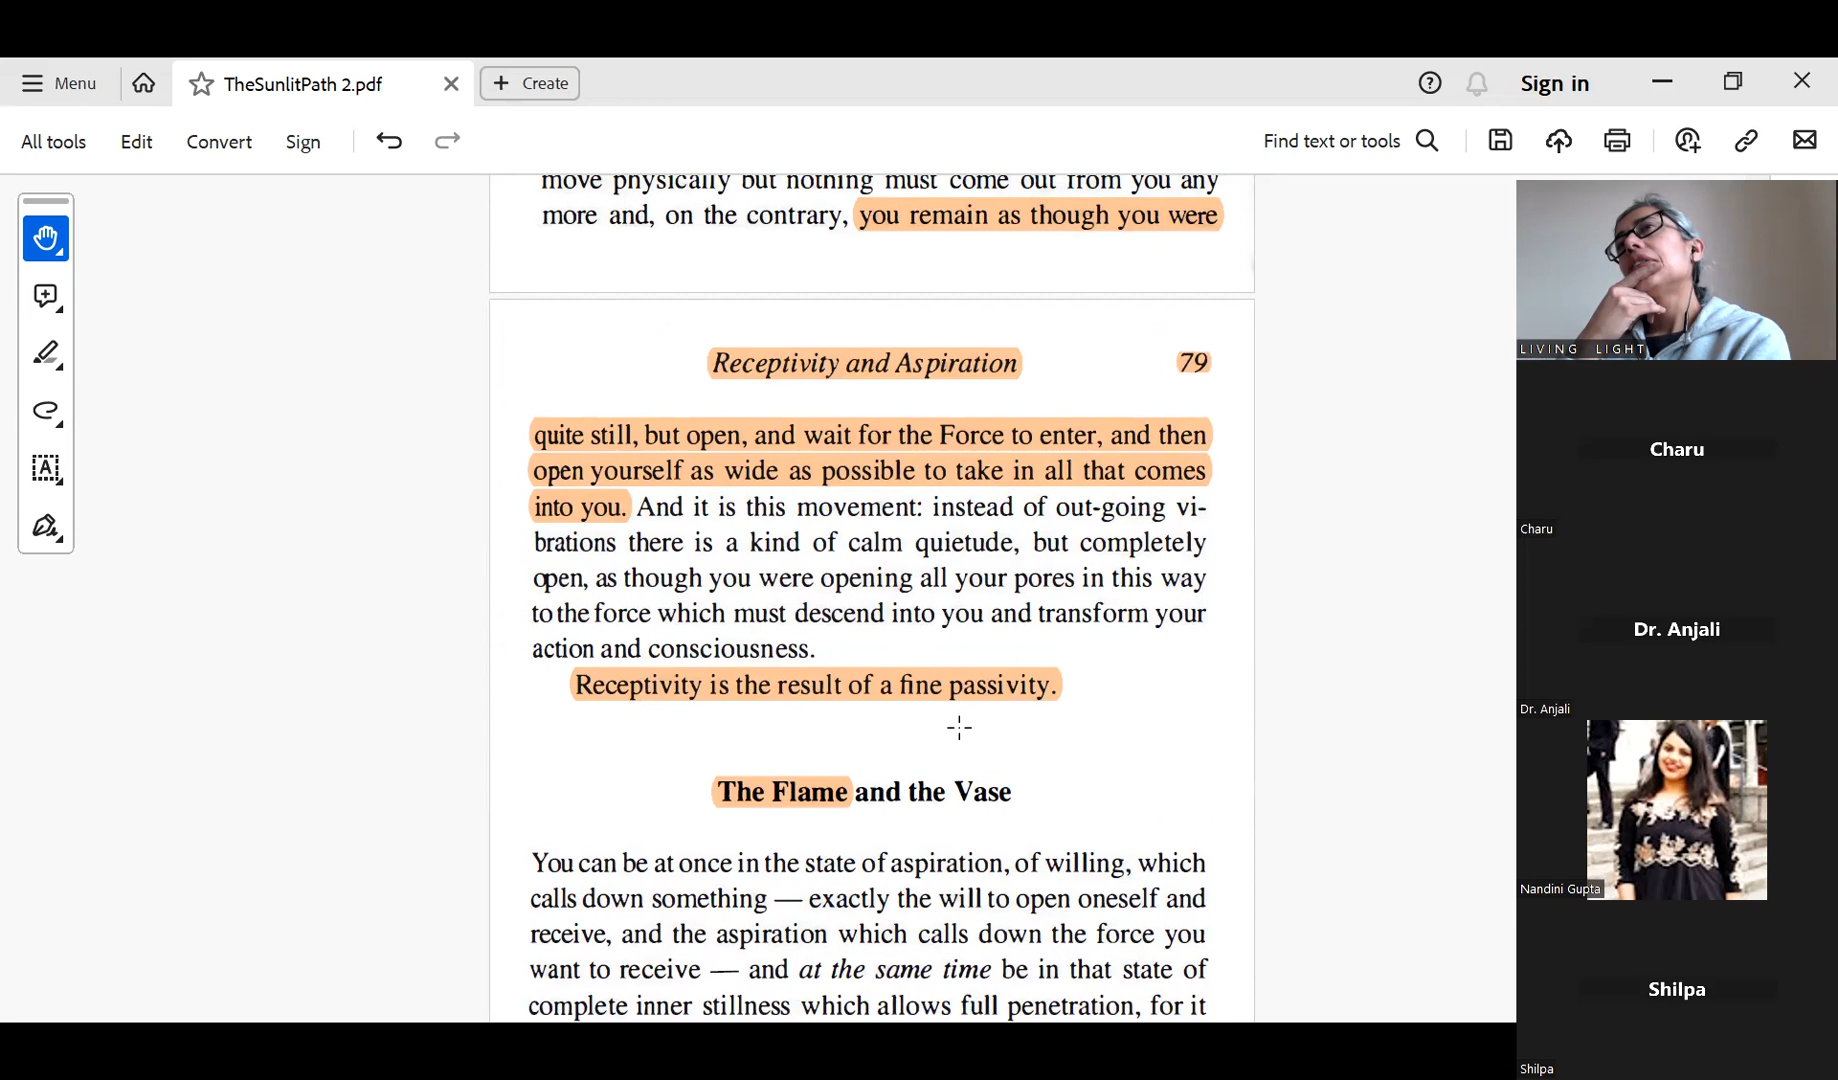 Menu
TheSunlitPath 2.pdf
Create
Sign in
All tools
Edit
Convert
Sign
Find text or tools
move physically but nothing must come out from you any
more and, on the contrary, you remain as though you were
Receptivity and Aspiration 79
quite still, but open, and wait for the Force to enter, and then
open yourself as wide as possible to take in all that comes
into you. And it is this movement: instead of out-going vi-
brations there is a kind of calm quietude, but completely
open, as though you were opening all your pores in this way
to the force which must descend into you and transform your
action and consciousness.
Receptivity is the result of a fine passivity.
The Flame and the Vase
You can be at once in the state of aspiration, of willing, which
calls down something — exactly the will to open oneself and
receive, and the aspiration which calls down the force you
want to receive — and at the same time be in that state of
complete inner stillness which allows full penetration, for it
LIVING LIGHT
Charu
Charu
Dr. Anjali
Dr. Anjali
Nandini Gupta
Shilpa
Shilpa